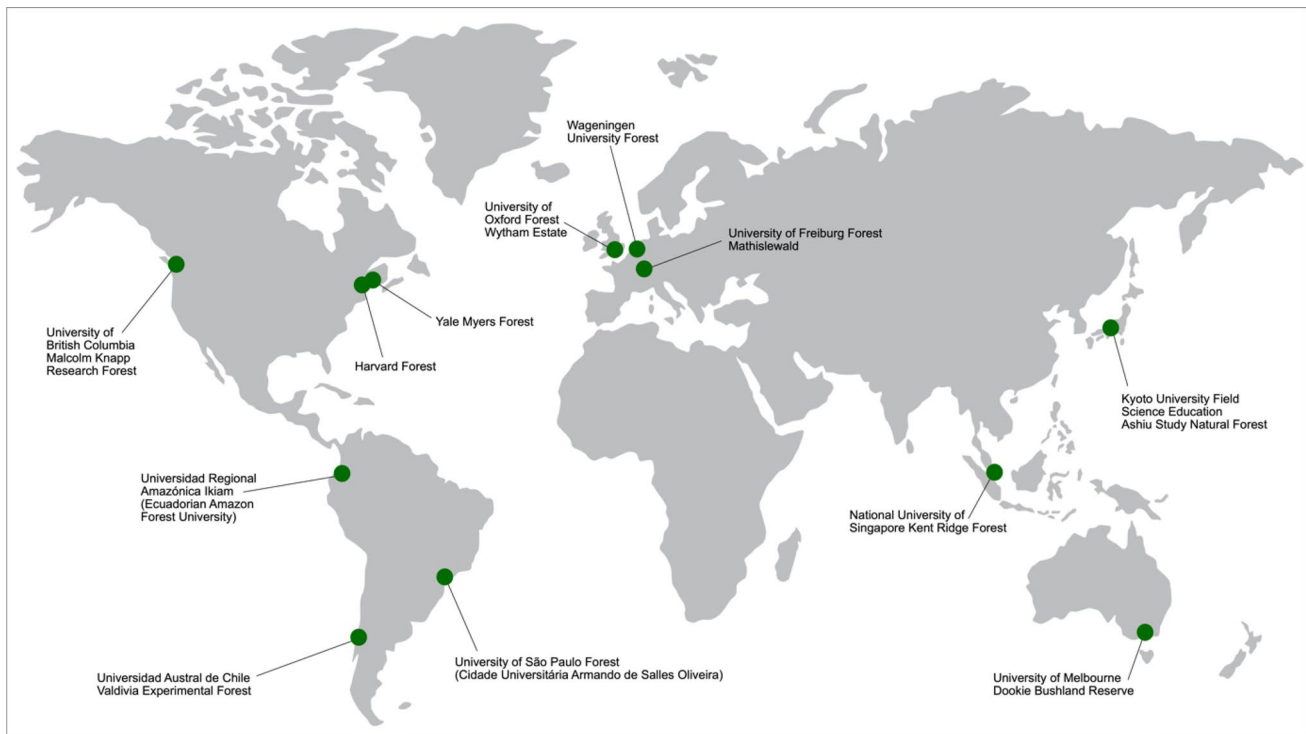 Wageningen
University Forest
University of
Oxford Forest
Wytham Estate
University of Freiburg Forest
Mathislewald
University of
British Columbia
Malcolm Knapp
Research Forest
Yale Myers Forest
Harvard Forest
Kyoto University Field
Science Education
Ashiu Study Natural Forest
Universidad Regional
Amazónica Ikiam
(Ecuadorian Amazon
Forest University)
National University of
Singapore Kent Ridge Forest
University of São Paulo Forest
(Cidade Universitária Armando de Salles Oliveira)
Universidad Austral de Chile
Valdivia Experimental Forest
University of Melbourne
Dookie Bushland Reserve